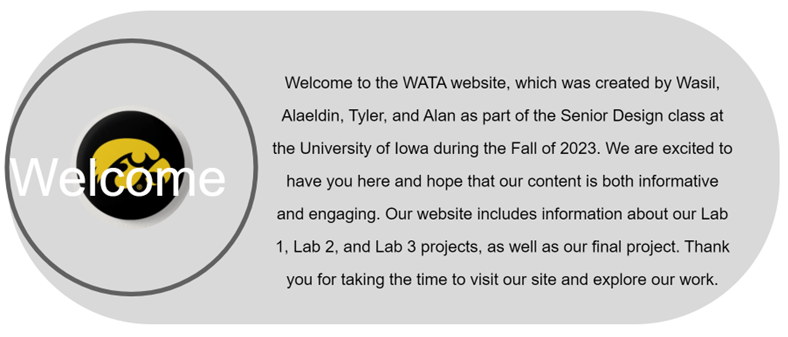 Welcome
Welcome to the WATA website, which was created by Wasil,
Alaeldin, Tyler, and Alan as part of the Senior Design class at
the University of Iowa during the Fall of 2023. We are excited to
have you here and hope that our content is both informative
and engaging. Our website includes information about our Lab
1, Lab 2, and Lab 3 projects, as well as our final project. Thank
you for taking the time to visit our site and explore our work.